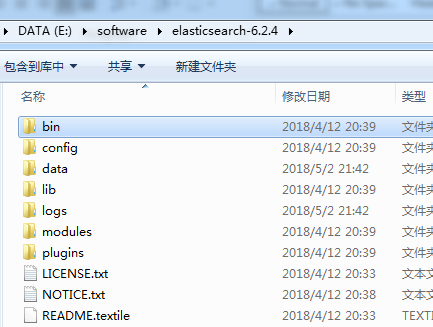 DATA (E:) software elasticsearch-6.2.4
包含到库中 共享 新建文件夹
名称 修改日期 类型
bin 2018/4/12 20:39 文件夹
config 2018/4/12 20:39 文件夹
data 2018/5/2 21:42 文件夹
lib 2018/4/12 20:39 文件夹
logs 2018/5/2 21:42 文件夹
modules 2018/4/12 20:39 文件夹
plugins 2018/4/12 20:39 文件夹
LICENSE.txt 2018/4/12 20:33 文本文
NOTICE.txt 2018/4/12 20:38 文本文
README.textile 2018/4/12 20:33 TEXTI